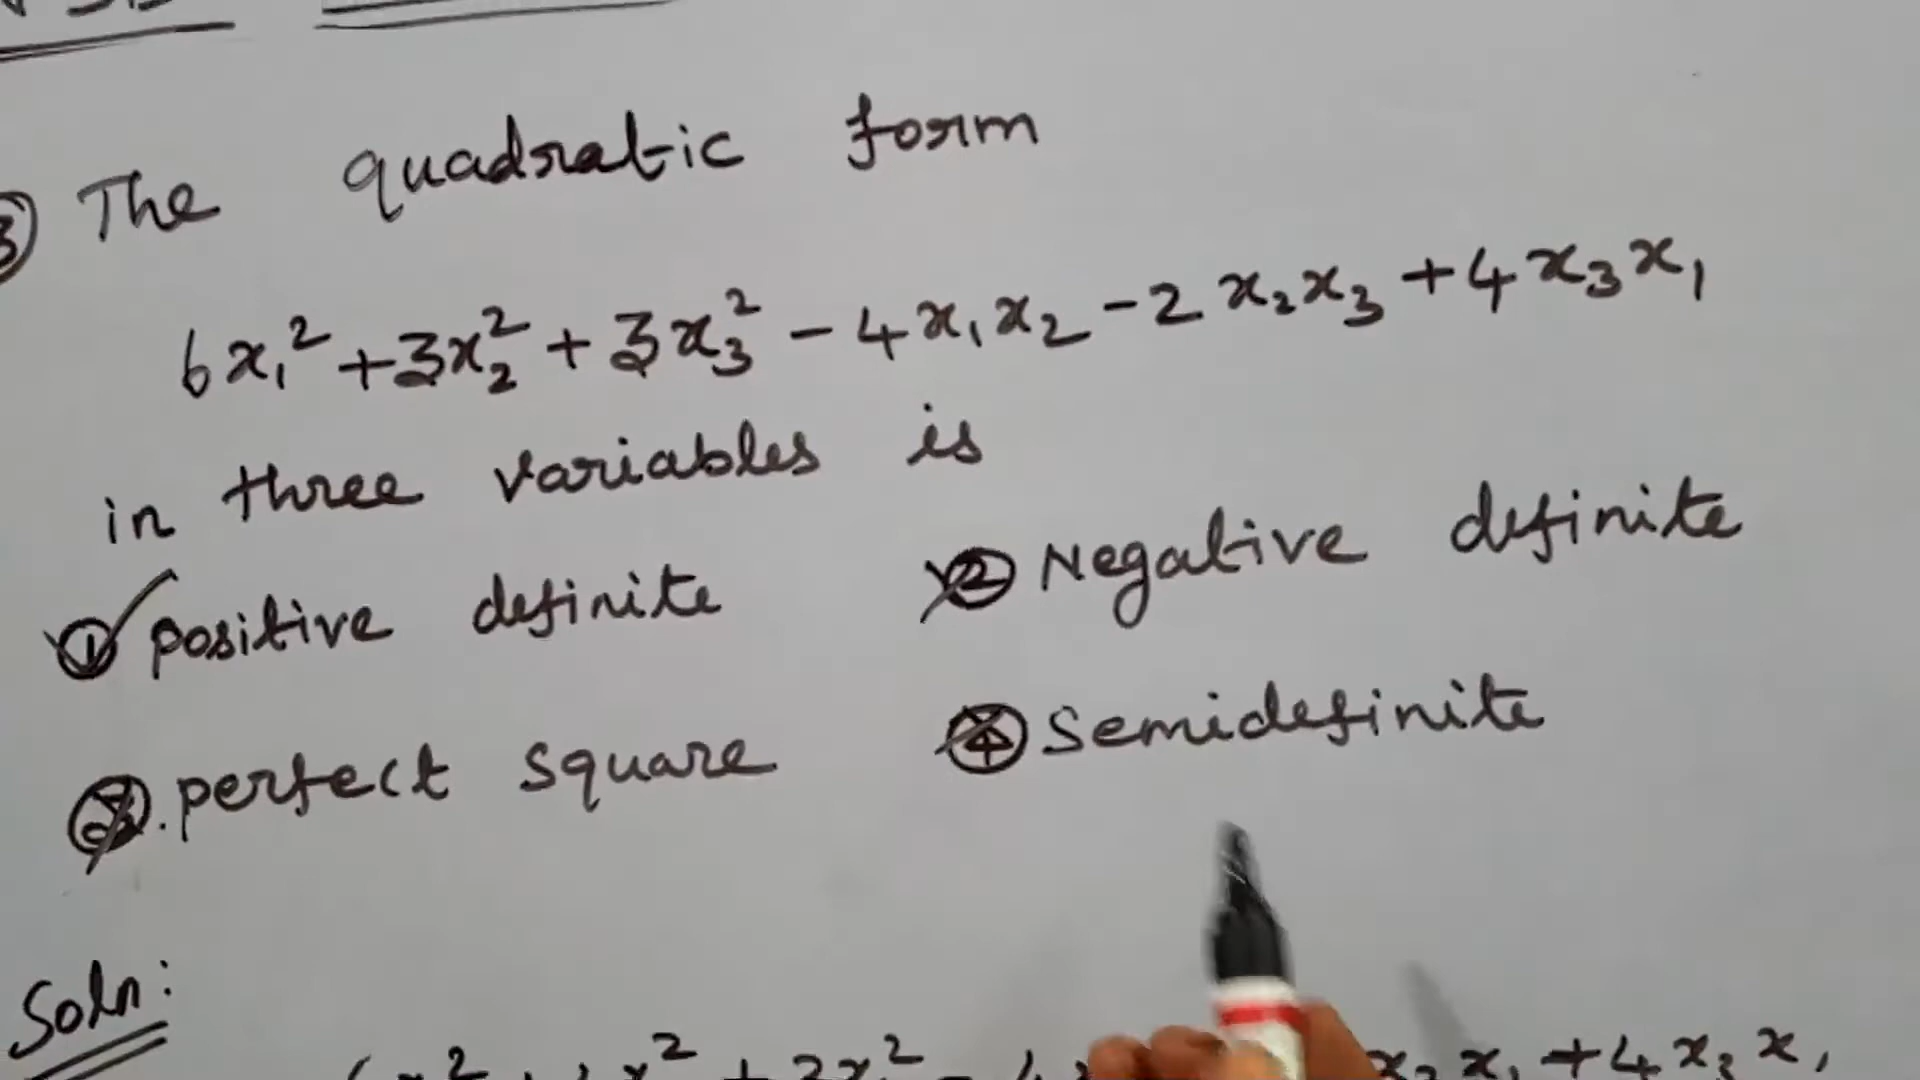 ③ The quadratic form
6x₁² + 3x₂² + 3x₃² - 4x₁x₂ - 2x₂x₃ + 4x₃x₁
in three variables is
① positive definite ② Negative definite
③. perfect square ④ Semidefinite
Soln:
+ 4x₃x₁